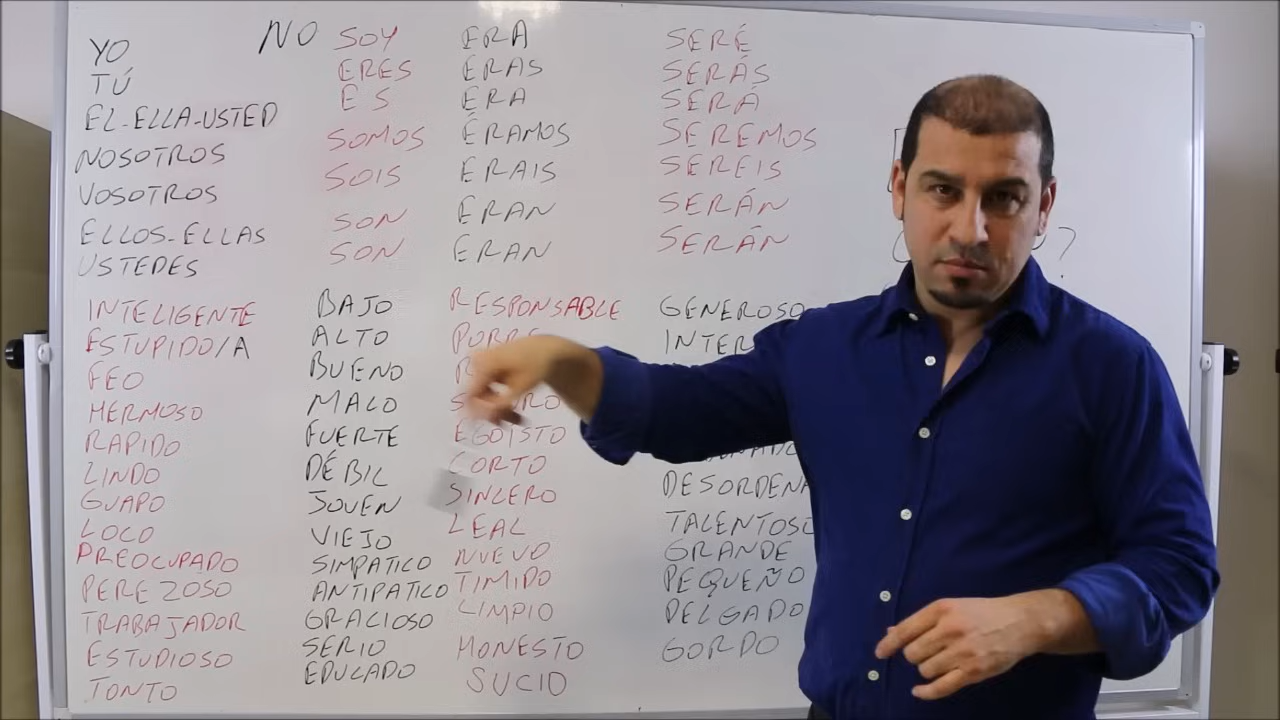 YO NO SOY ERA SERÉ
TÚ ERES ERAS SERÁS
EL-ELLA-USTED ES ERA SERÁ
NOSOTROS SOMOS ÉRAMOS SEREMOS
VOSOTROS SOIS ERAIS SEREIS
ELLOS-ELLAS SON ERAN SERÁN
USTEDES SON ERAN SERÁN
INTELIGENTE BAJO RESPONSABLE GENEROSO
ESTUPIDO/A ALTO
FEO BUENO
HERMOSO MALO
RAPIDO FUERTE EGOISTO
LINDO DÉBIL CORTO
GUAPO JOVEN SINCERO DESORDENA
LOCO VIEJO LEAL TALENTOSO
PREOCUPADO SIMPATICO NUEVO GRANDE
PEREZOSO ANTIPATICO TIMIDO PEQUEÑO
TRABAJADOR GRACIOSO LIMPIO DELGADO
ESTUDIOSO SERIO HONESTO GORDO
TONTO EDUCADO SUCIO